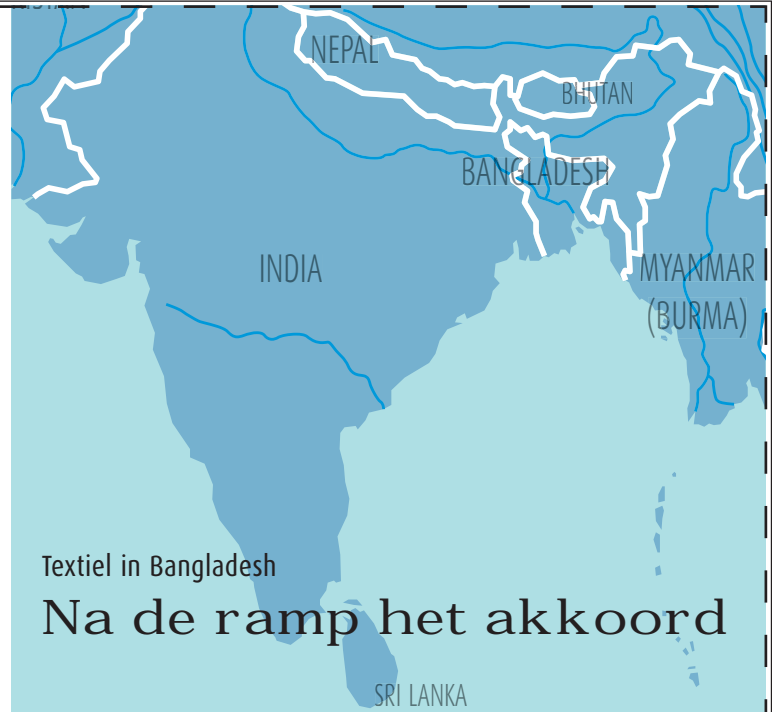 NEPAL
BHUTAN
BANGLADESH
INDIA
MYANMAR
(BURMA)
Textiel in Bangladesh
Na de ramp het akkoord
SRI LANKA